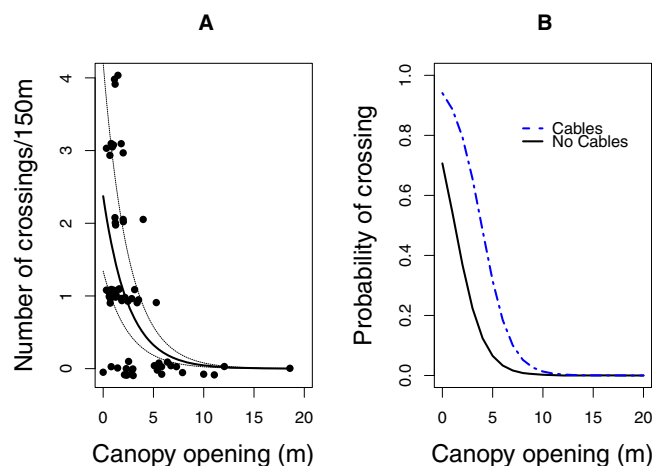 A
B
Number of crossings/150m
4
3
2
1
0
0
5
10
15
20
Canopy opening (m)
Probability of crossing
1.0
0.8
0.6
0.4
0.2
0.0
Cables
No Cables
0
5
10
15
20
Canopy opening (m)